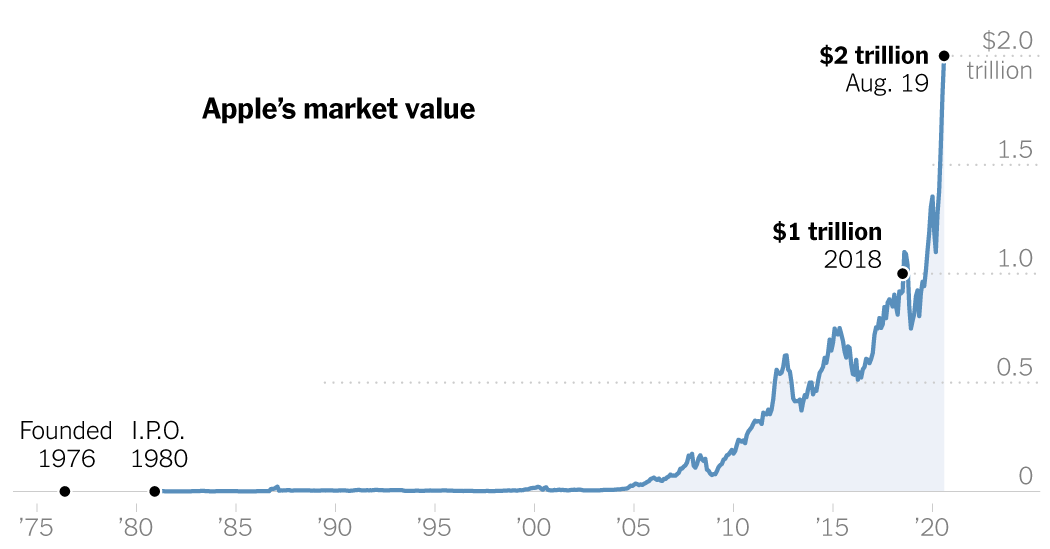 $2.0
trillion
$2 trillion
Aug. 19
Apple’s market value
1.5
$1 trillion
2018
1.0
0.5
Founded
1976
I.P.O.
1980
0
’75
’80
’85
’90
’95
’00
’05
’10
’15
’20